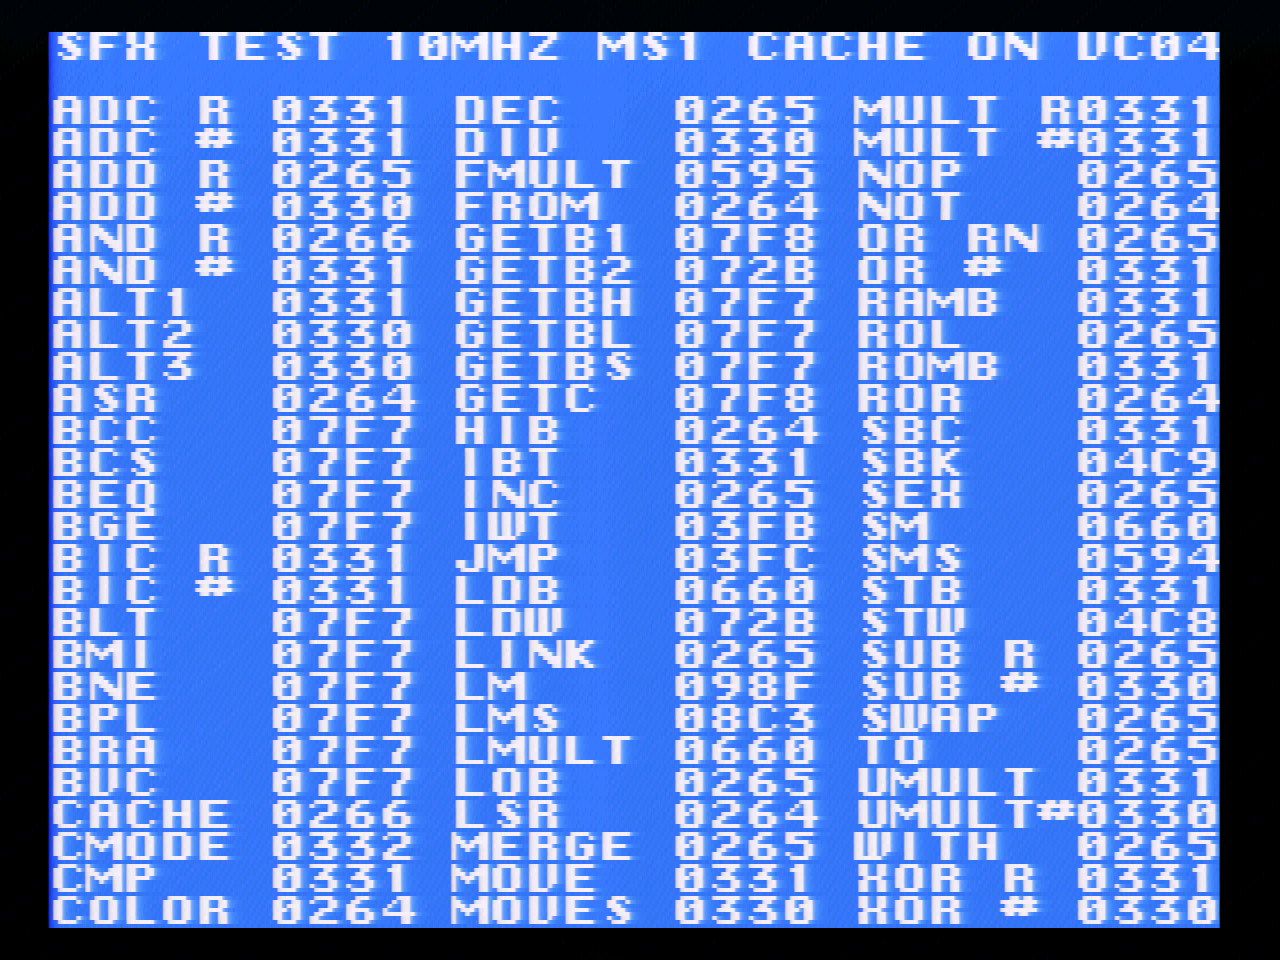 SFX TEST 10MHZ MS1 CACHE ON VC04
ADC R 0331 DEC 0265 MULT R0331
ADC # 0331 DIV 0330 MULT #0331
ADD R 0265 FMULT 0595 NOP 0265
ADD # 0330 FROM 0264 NOT 0264
AND R 0266 GETB1 07F8 OR RN 0265
AND # 0331 GETB2 072B OR # 0331
ALT1 0331 GETBH 07F7 RAMB 0331
ALT2 0330 GETBL 07F7 ROL 0265
ALT3 0330 GETBS 07F7 ROMB 0331
ASR 0264 GETC 07F8 ROR 0264
BCC 07F7 HIB 0264 SBC 0331
BCS 07F7 IBT 0331 SBK 04C9
BEQ 07F7 INC 0265 SEX 0265
BGE 07F7 IWT 03FB SM 0660
BIC R 0331 JMP 03FC SMS 0594
BIC # 0331 LDB 0660 STB 0331
BLT 07F7 LDW 072B STW 04C8
BMI 07F7 LINK 0265 SUB R 0265
BNE 07F7 LM 098F SUB # 0330
BPL 07F7 LMS 08C3 SWAP 0265
BRA 07F7 LMULT 0660 TO 0265
BVC 07F7 LOB 0265 UMULT 0331
CACHE 0266 LSR 0264 UMULT#0330
CMODE 0332 MERGE 0265 WITH 0265
CMP 0331 MOVE 0331 XOR R 0331
COLOR 0264 MOVES 0330 XOR # 0330